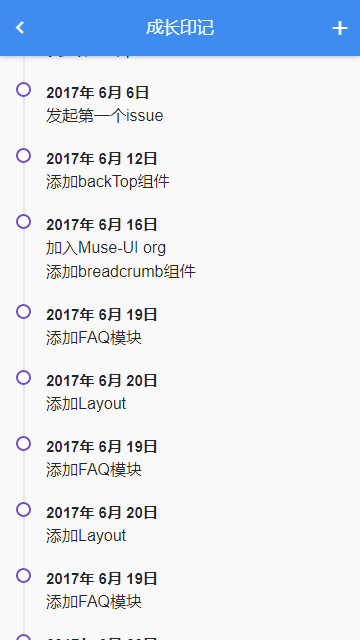 成长印记
2017年 6月 6日
发起第一个issue
2017年 6月 12日
添加backTop组件
2017年 6月 16日
加入Muse-UI org
添加breadcrumb组件
2017年 6月 19日
添加FAQ模块
2017年 6月 20日
添加Layout
2017年 6月 19日
添加FAQ模块
2017年 6月 20日
添加Layout
2017年 6月 19日
添加FAQ模块